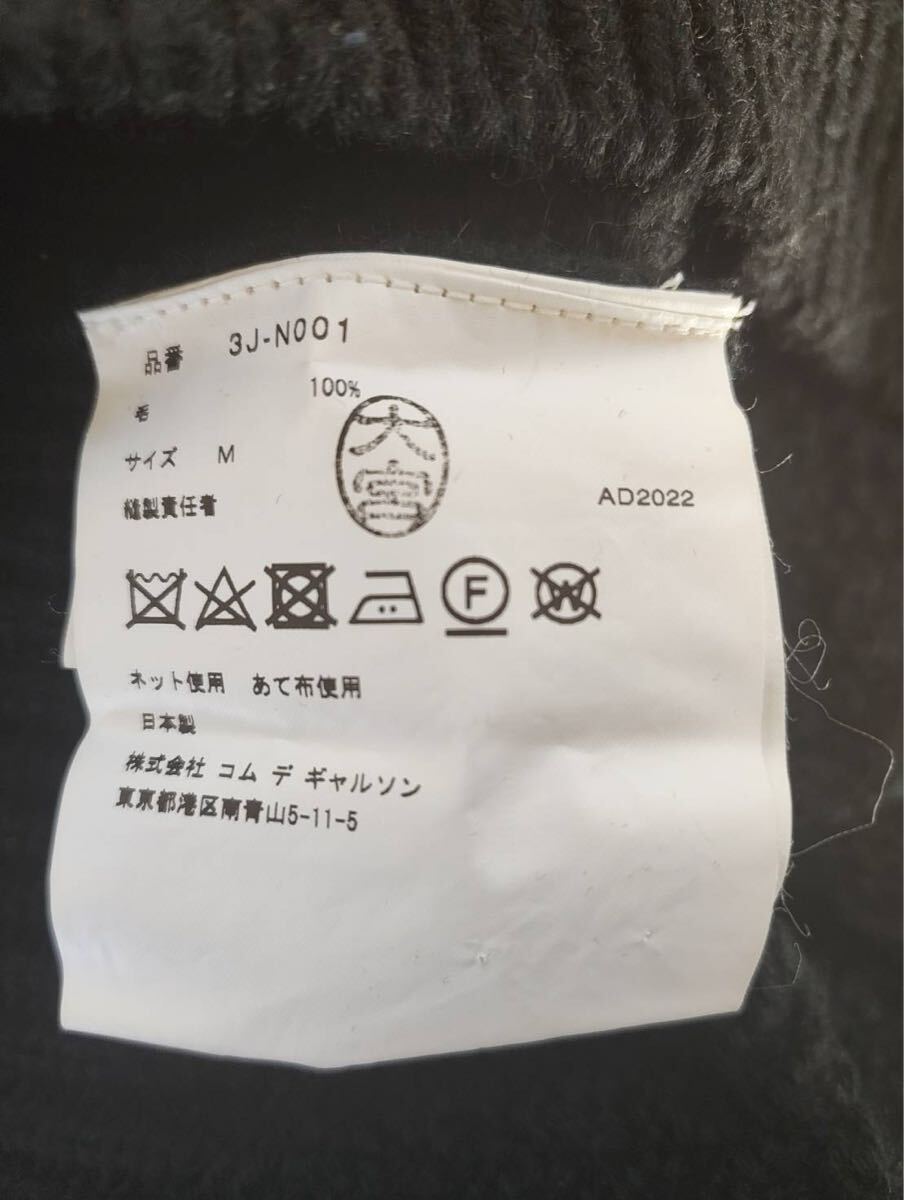 品番 3J-N001
毛 100%
サイズ M
縫製責任者 大宮 AD2022
F W
ネット使用 あて布使用
日本製
株式会社 コム デ ギャルソン
東京都港区南青山5-11-5